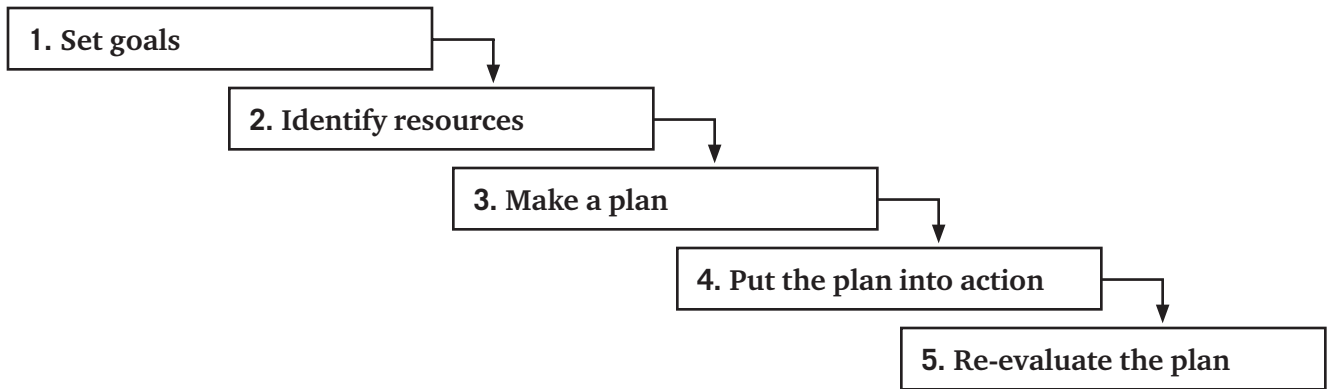 1. Set goals
2. Identify resources
3. Make a plan
4. Put the plan into action
5. Re-evaluate the plan